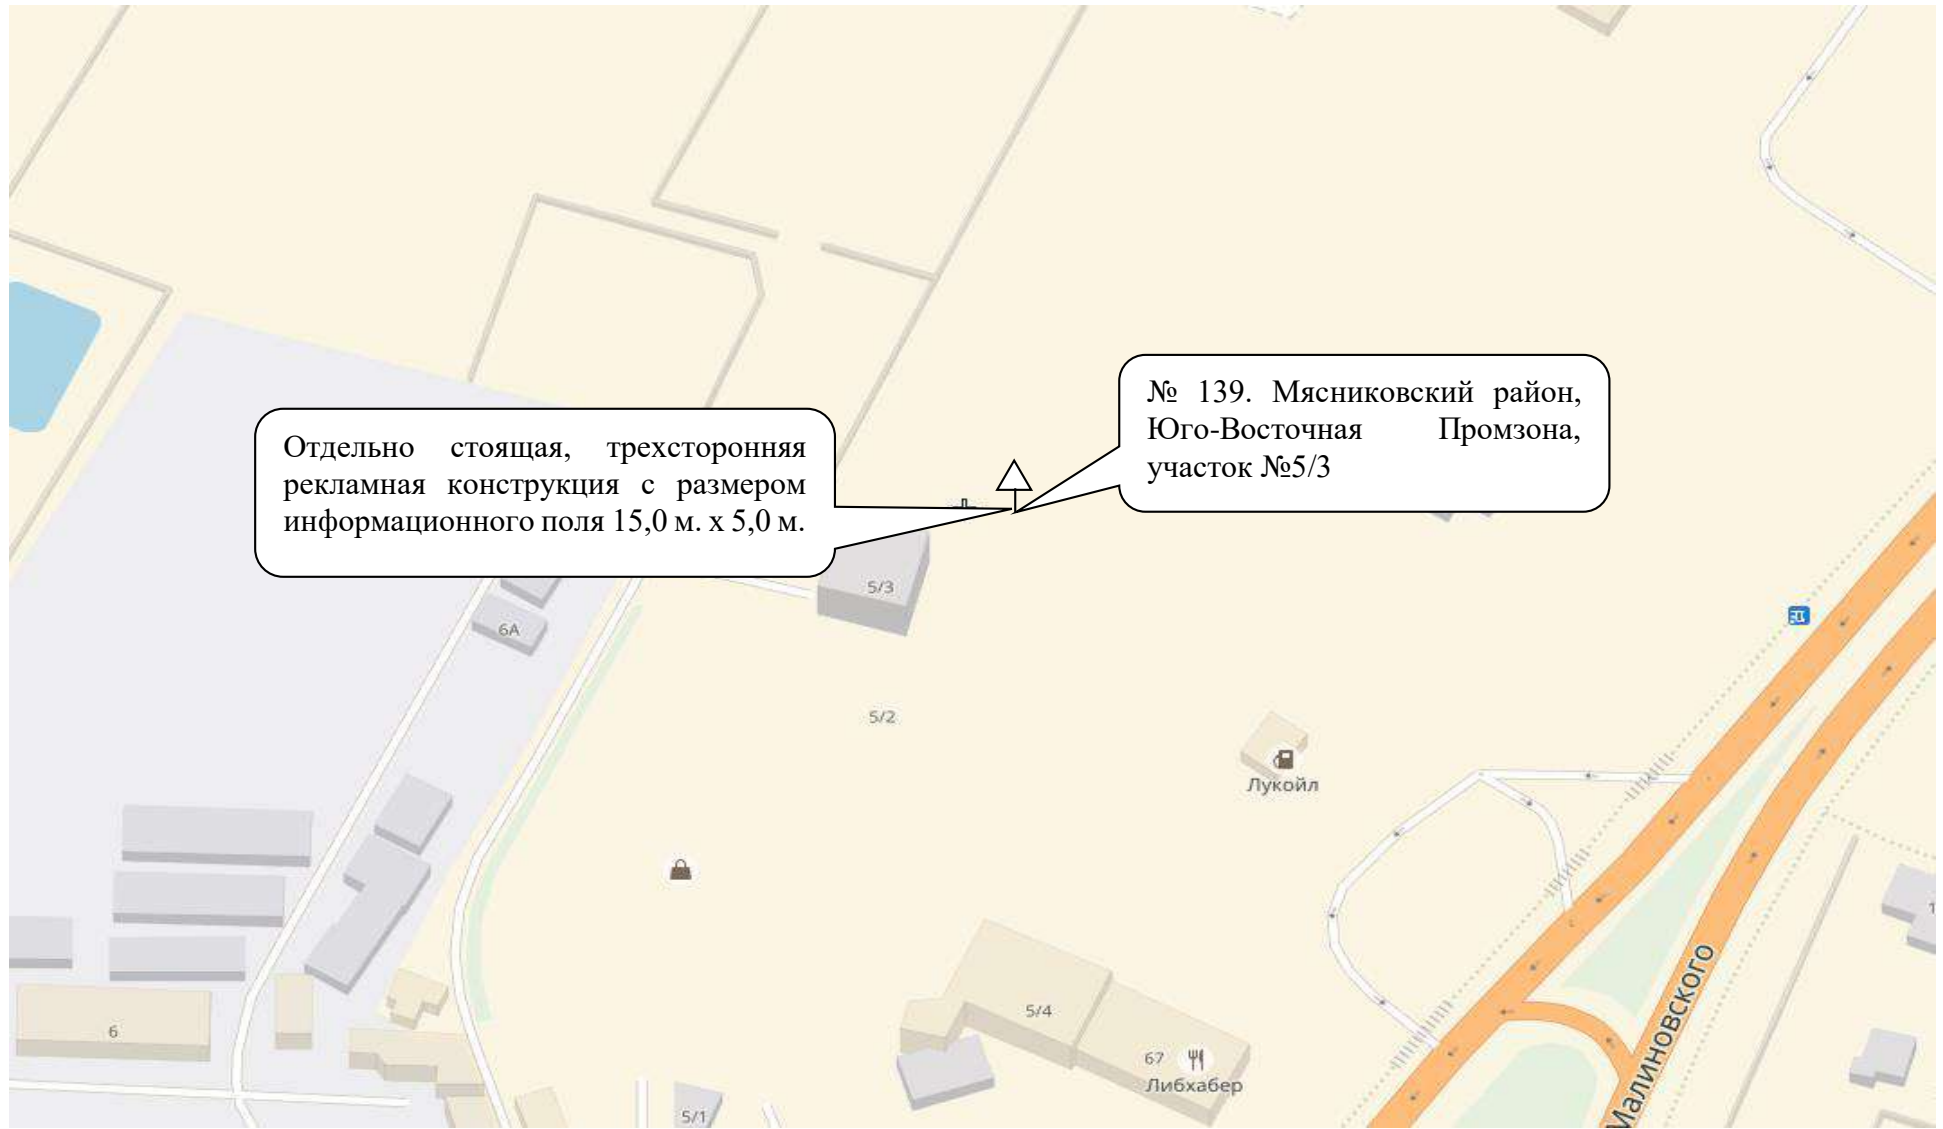 № 139. Мясниковский район,
Юго-Восточная Промзона,
участок №5/3
Отдельно стоящая, трехсторонняя
рекламная конструкция с размером
информационного поля 15,0 м. х 5,0 м.
5/3
6А
5/2
Лукойл
5/4
6
67
Либхабер
5/1
Малиновского